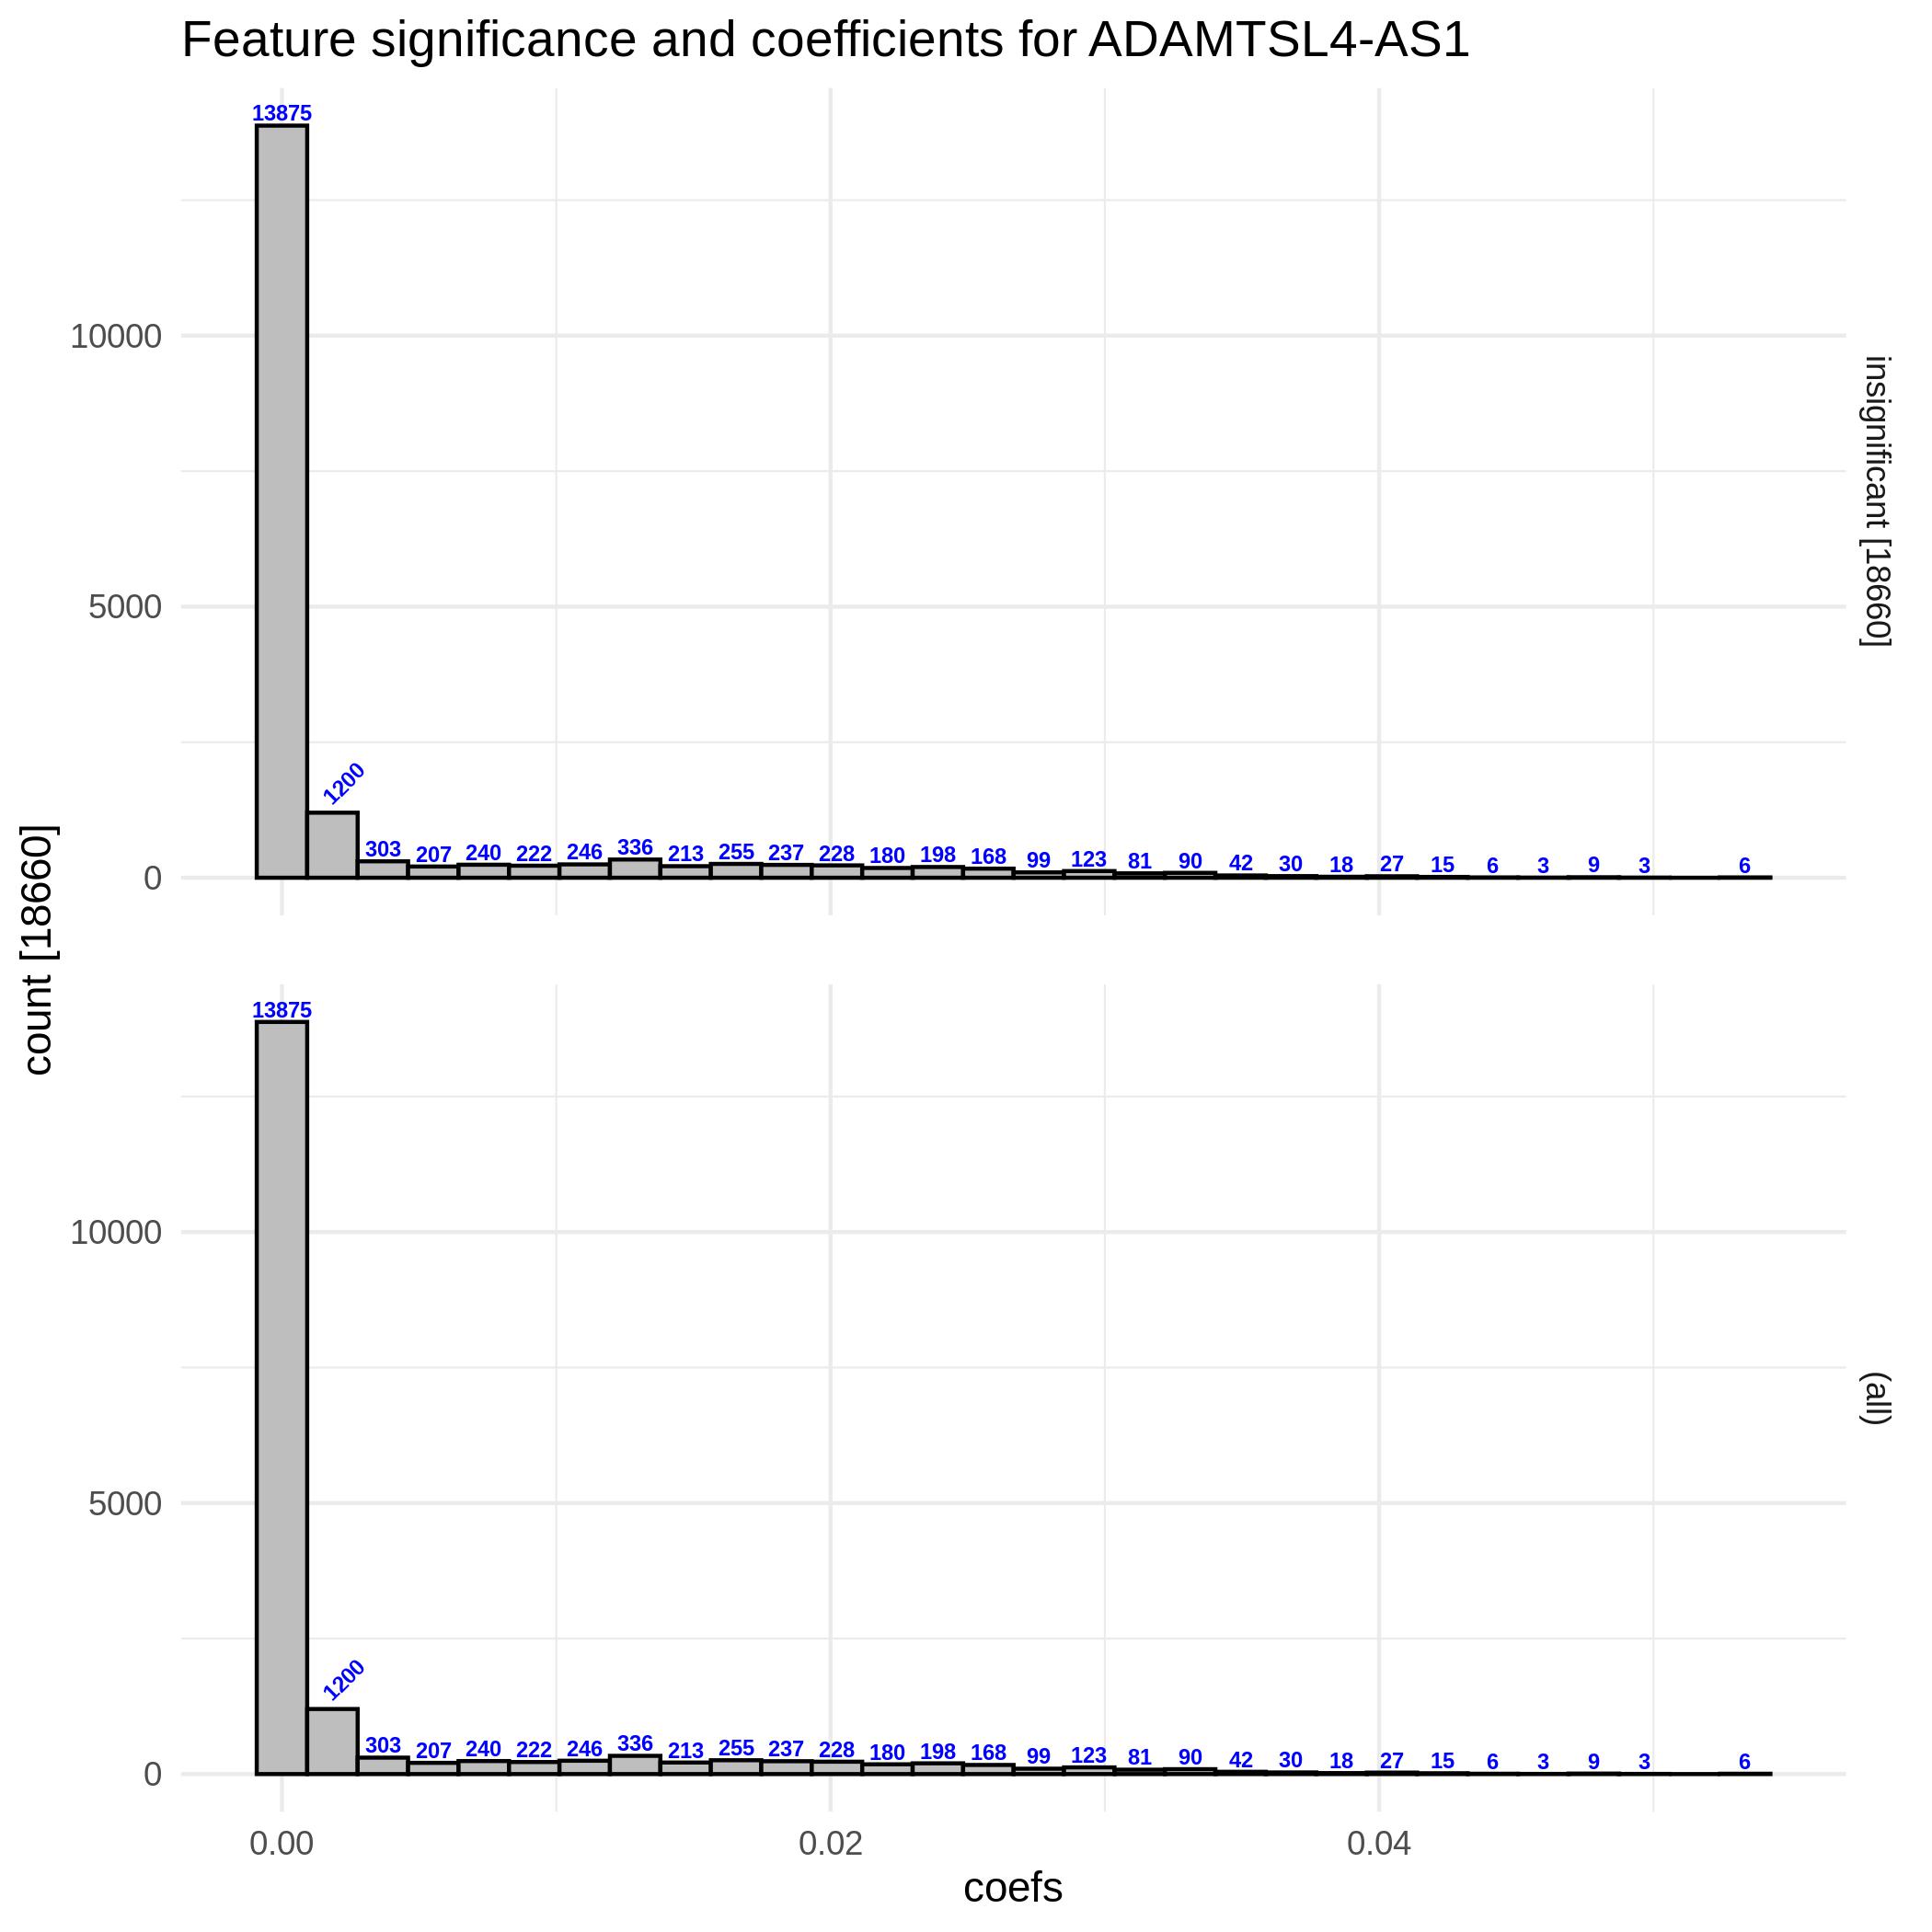 Feature significance and coefficients for ADAMTSL4-AS1
count [18660]
13875
1200
303 207 240 222 246 336 213 255 237 228 180 198 168 99 123 81 90 42 30 18 27 15 6 3 9 3 6
10000
5000
0
insignificant [18660]
13875
1200
303 207 240 222 246 336 213 255 237 228 180 198 168 99 123 81 90 42 30 18 27 15 6 3 9 3 6
10000
5000
0
(all)
0.00 0.02 0.04
coefs